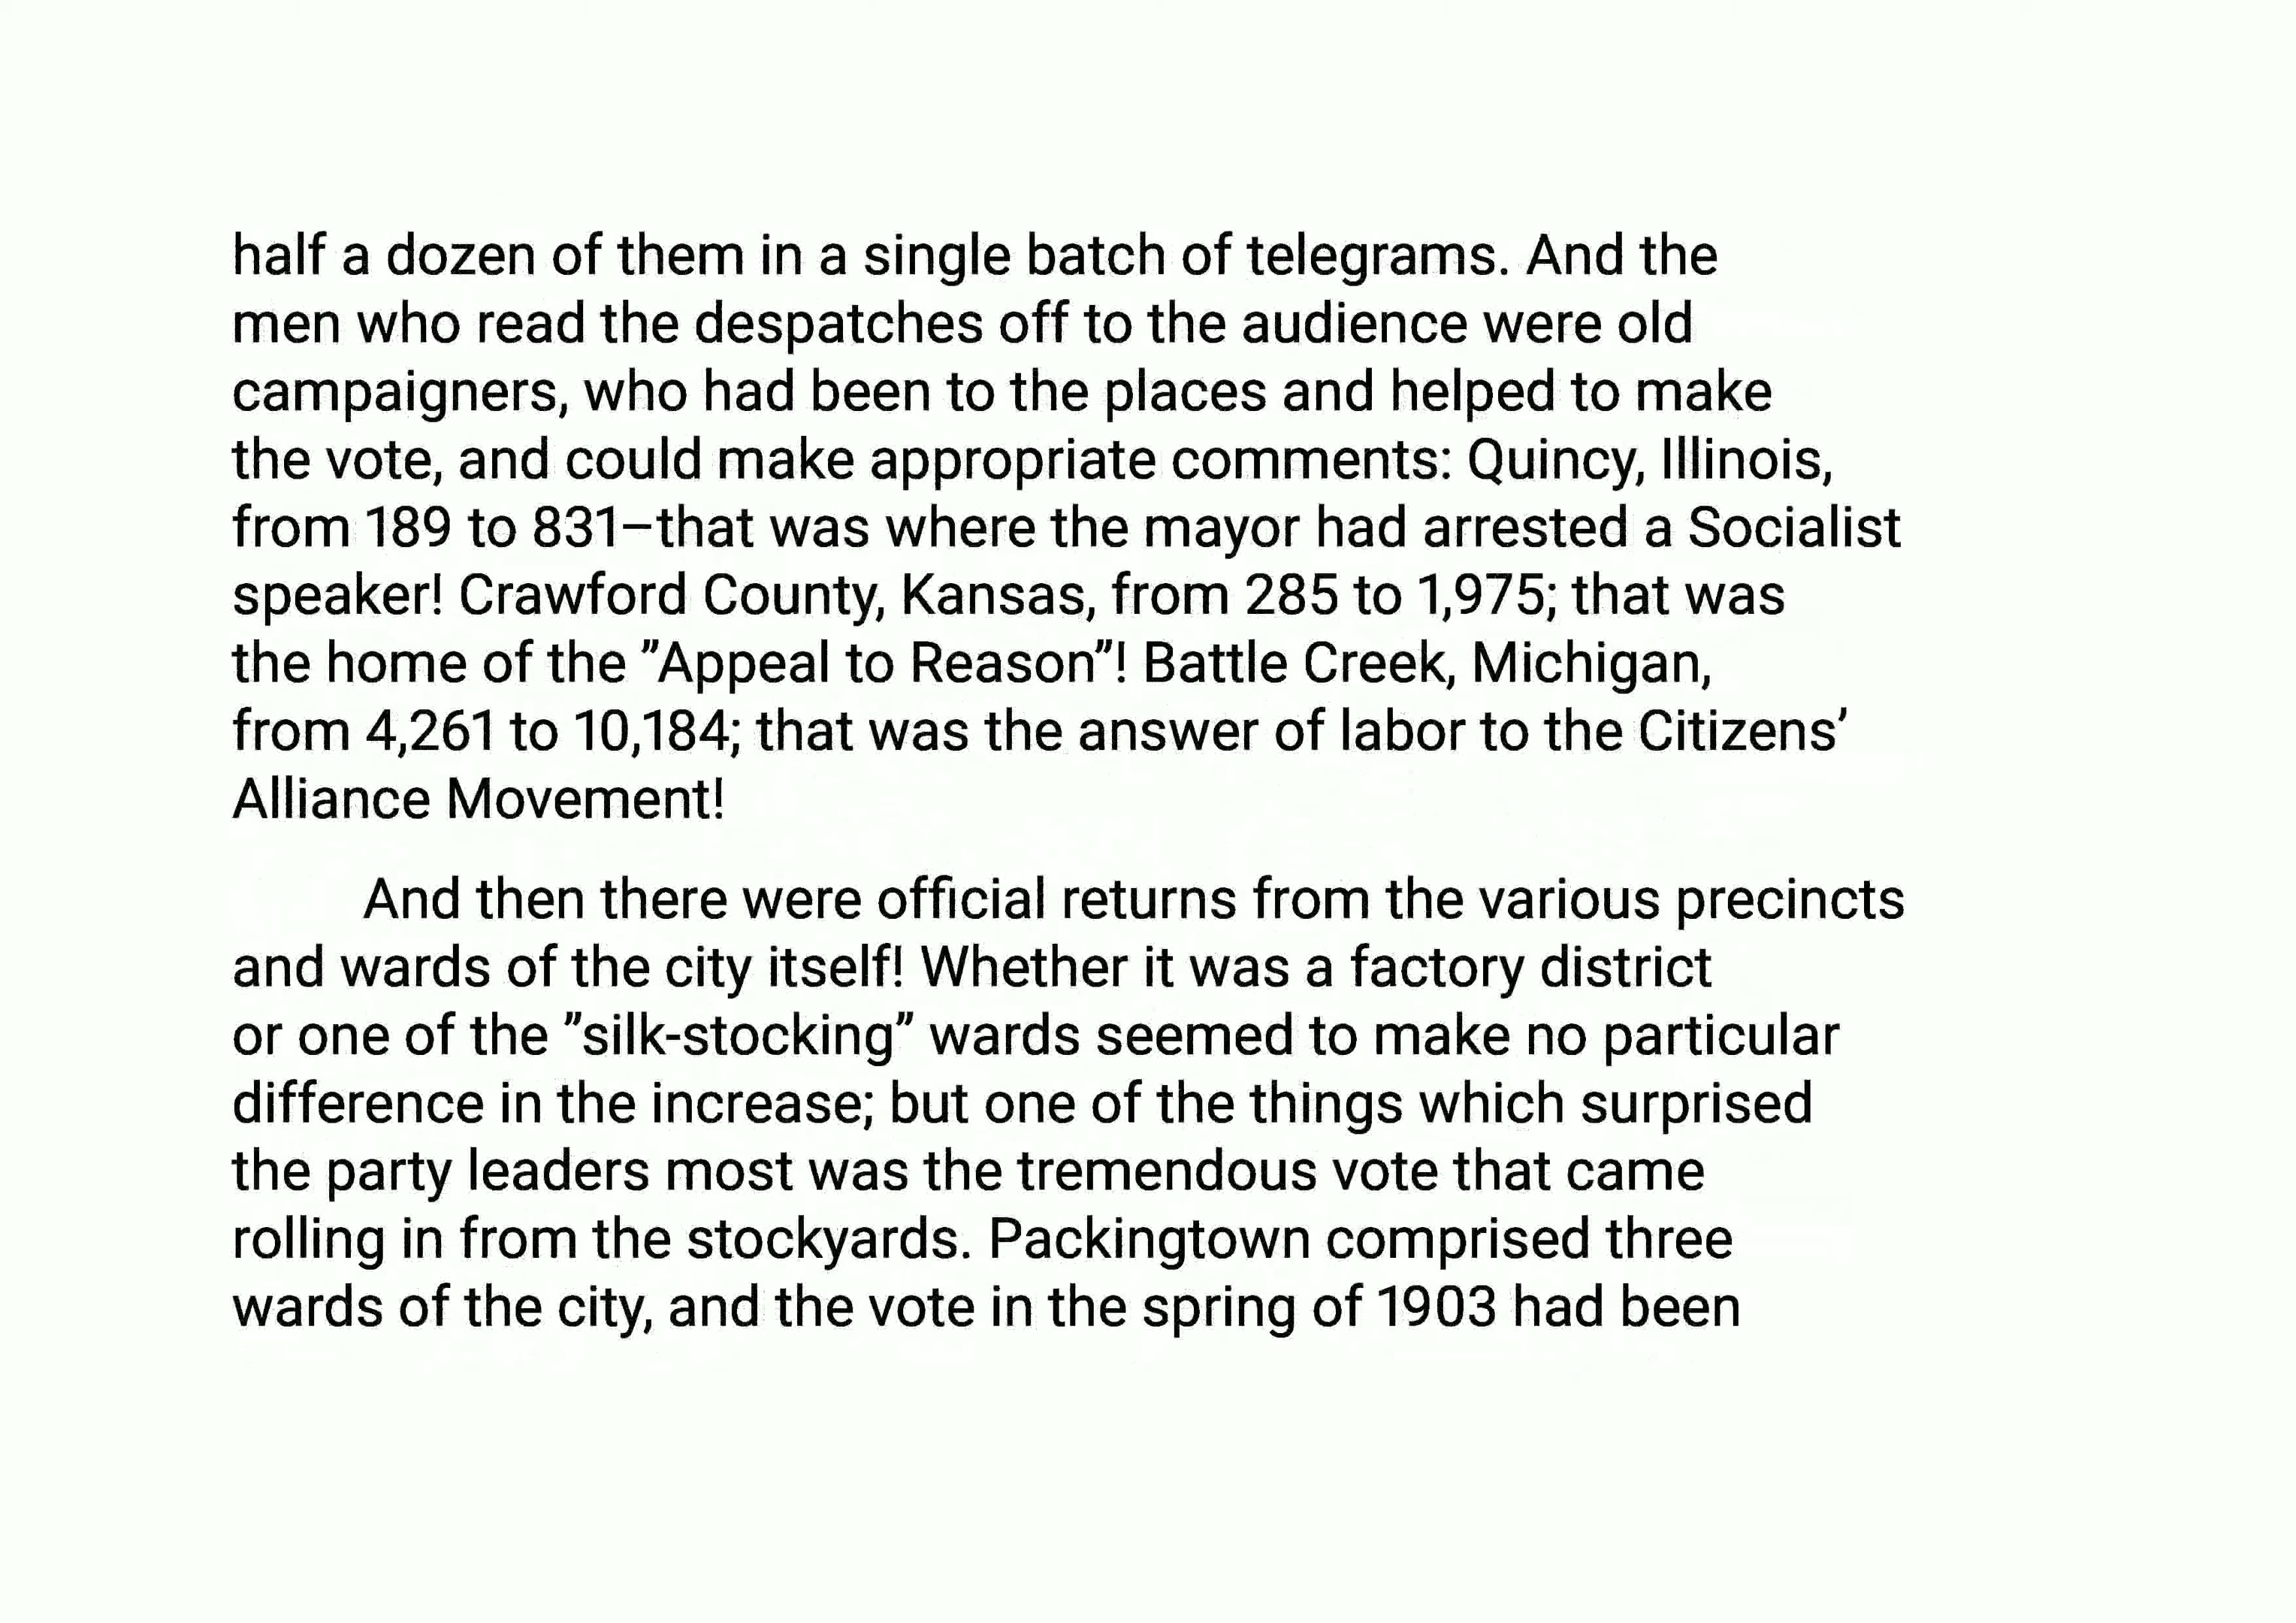 half a dozen of them in a single batch of telegrams. And the
men who read the despatches off to the audience were old
campaigners, who had been to the places and helped to make
the vote, and could make appropriate comments: Quincy, Illinois,
from 189 to 831–that was where the mayor had arrested a Socialist
speaker! Crawford County, Kansas, from 285 to 1,975; that was
the home of the ”Appeal to Reason”! Battle Creek, Michigan,
from 4,261 to 10,184; that was the answer of labor to the Citizens’
Alliance Movement!
And then there were official returns from the various precincts
and wards of the city itself! Whether it was a factory district
or one of the ”silk-stocking” wards seemed to make no particular
difference in the increase; but one of the things which surprised
the party leaders most was the tremendous vote that came
rolling in from the stockyards. Packingtown comprised three
wards of the city, and the vote in the spring of 1903 had been